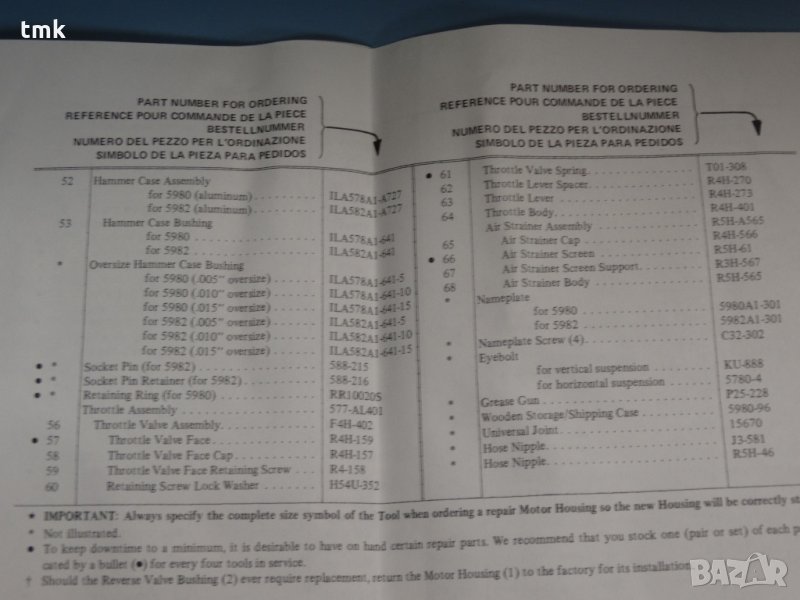 tmk
PART NUMBER FOR ORDERING
REFERENCE POUR COMMANDE DE LA PIECE
BESTELLNUMMER
NUMERO DEL PEZZO PER L'ORDINAZIONE
SIMBOLO DE LA PIEZA PARA PEDIDOS
52 Hammer Case Assembly
for 5980 (aluminum) ILA578A1-A727
for 5982 (aluminum) ILA582A1-A727
53 Hammer Case Bushing
for 5980 ILA578A1-641
for 5982 ILA582A1-641
* Oversize Hammer Case Bushing
for 5980 (.005" oversize) ILA578A1-641-5
for 5980 (.010" oversize) ILA578A1-641-10
for 5980 (.015" oversize) ILA578A1-641-15
for 5982 (.005" oversize) ILA582A1-641-5
for 5982 (.010" oversize) ILA582A1-641-10
for 5982 (.015" oversize) ILA582A1-641-15
● * Socket Pin (for 5982) 588-215
● * Socket Pin Retainer (for 5982) 588-216
● * Retaining Ring (for 5980) RR10020S
Throttle Assembly 577-AL401
56 Throttle Valve Assembly F4H-402
● 57 Throttle Valve Face R4H-159
58 Throttle Valve Face Cap R4H-157
59 Throttle Valve Face Retaining Screw R4-158
60 Retaining Screw Lock Washer H54U-352
PART NUMBER FOR ORDERING
REFERENCE POUR COMMANDE DE LA PIECE
BESTELLNUMMER
NUMERO DEL PEZZO PER L'ORDINAZIONE
SIMBOLO DE LA PIEZA PARA PEDIDOS
● 61 Throttle Valve Spring T01-308
62 Throttle Lever Spacer R4H-270
63 Throttle Lever R4H-273
64 Throttle Body R4H-401
Air Strainer Assembly R5H-A565
65 Air Strainer Cap R4H-566
● 66 Air Strainer Screen R5H-61
67 Air Strainer Screen Support R3H-567
68 Air Strainer Body R5H-565
* Nameplate
for 5980 5980A1-301
for 5982 5982A1-301
* Nameplate Screw (4) C32-302
* Eyebolt
for vertical suspension KU-888
for horizontal suspension 5780-4
* Grease Gun P25-228
* Wooden Storage/Shipping Case 5980-96
* Universal Joint 15670
* Hose Nipple J3-581
* Hose Nipple R5H-46
* IMPORTANT: Always specify the complete size symbol of the Tool when ordering a repair Motor Housing so the new Housing will be correctly st
* Not illustrated.
● To keep downtime to a minimum, it is desirable to have on hand certain repair parts. We recommend that you stock one (pair or set) of each p
cated by a bullet (●) for every four tools in service.
† Should the Reverse Valve Bushing (2) ever require replacement, return the Motor Housing (1) to the factory for its installation.
BAZAR